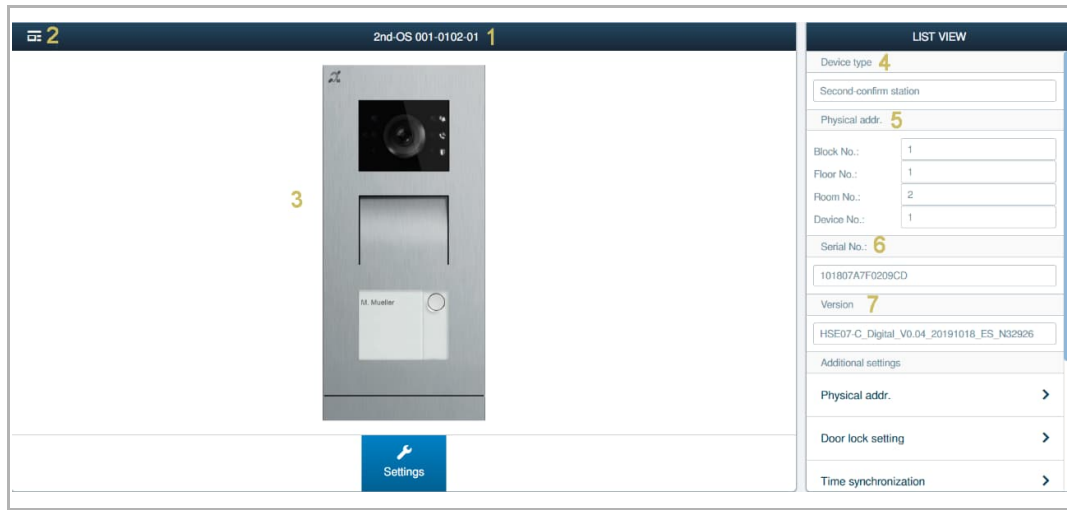 2
2nd-OS 001-0102-01 1
3
M. Mueller
Settings
LIST VIEW
Device type 4
Second-confirm station
Physical addr. 5
Block No.: 1
Floor No.: 1
Room No.: 2
Device No.: 1
Serial No.: 6
101807A7F0209CD
Version 7
HSE07-C_Digital_V0.04_20191018_ES_N32926
Additional settings
Physical addr.
Door lock setting
Time synchronization